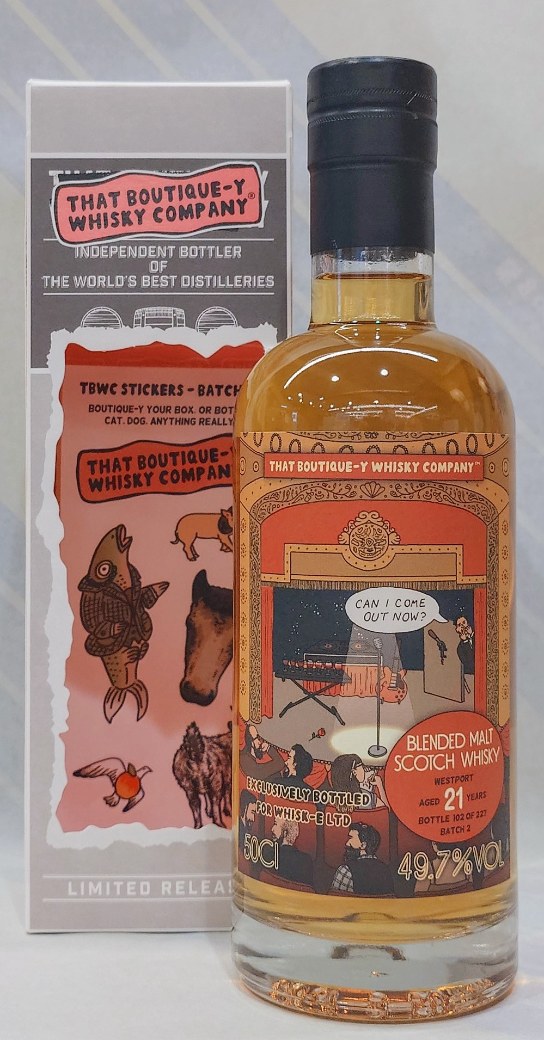 THAT BOUTIQUE-Y
WHISKY COMPANY®
INDEPENDENT BOTTLER
OF
THE WORLD'S BEST DISTILLERIES
TBWC STICKERS - BATCH
BOUTIQUE-Y YOUR BOX. OR
CAT. DOG. ANYTHING REALLY
THAT BOUTIQUE-Y
WHISKY COMPANY
LIMITED
THAT BOUTIQUE-Y WHISKY COMPANY™
CAN I COME
OUT NOW?
BLENDED MALT
SCOTCH WHISKY
WESTPORT
AGED 21 YEARS
BOTTLE 102 OF 227
BATCH 2
EXCLUSIVELY BOTTLED
FOR WHISK-E LTD
50Cl
49.7%VOL